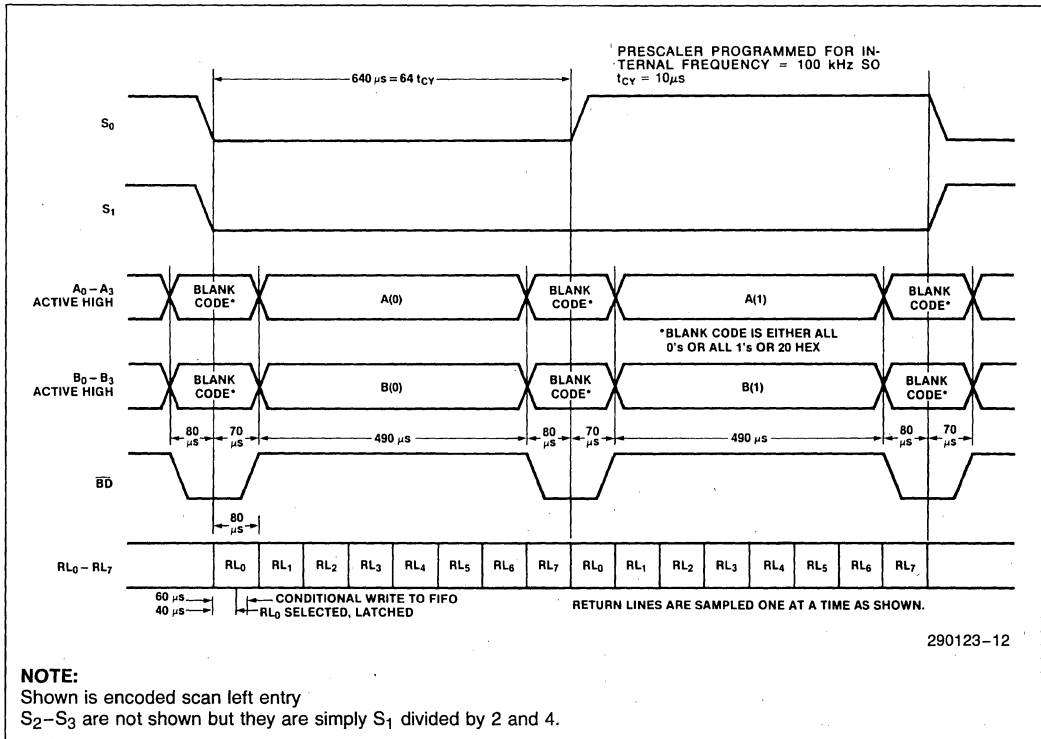 PRESCALER PROGRAMMED FOR IN-
TERNAL FREQUENCY = 100 kHz SO
tCY = 10μs
640 μs = 64 tCY
S0
S1
A0–A3
ACTIVE HIGH
BLANK
CODE*
A(0)
BLANK
CODE*
A(1)
BLANK
CODE*
*BLANK CODE IS EITHER ALL
0's OR ALL 1's OR 20 HEX
B0–B3
ACTIVE HIGH
BLANK
CODE*
B(0)
BLANK
CODE*
B(1)
BLANK
CODE*
80
μs
70
μs
490 μs
80
μs
70
μs
490 μs
80
μs
70
μs
BD
80
μs
RL0–RL7
RL0 RL1 RL2 RL3 RL4 RL5 RL6 RL7 RL0 RL1 RL2 RL3 RL4 RL5 RL6 RL7
60 μs
CONDITIONAL WRITE TO FIFO
40 μs
RL0 SELECTED, LATCHED
RETURN LINES ARE SAMPLED ONE AT A TIME AS SHOWN.
290123–12
NOTE:
Shown is encoded scan left entry
S2–S3 are not shown but they are simply S1 divided by 2 and 4.